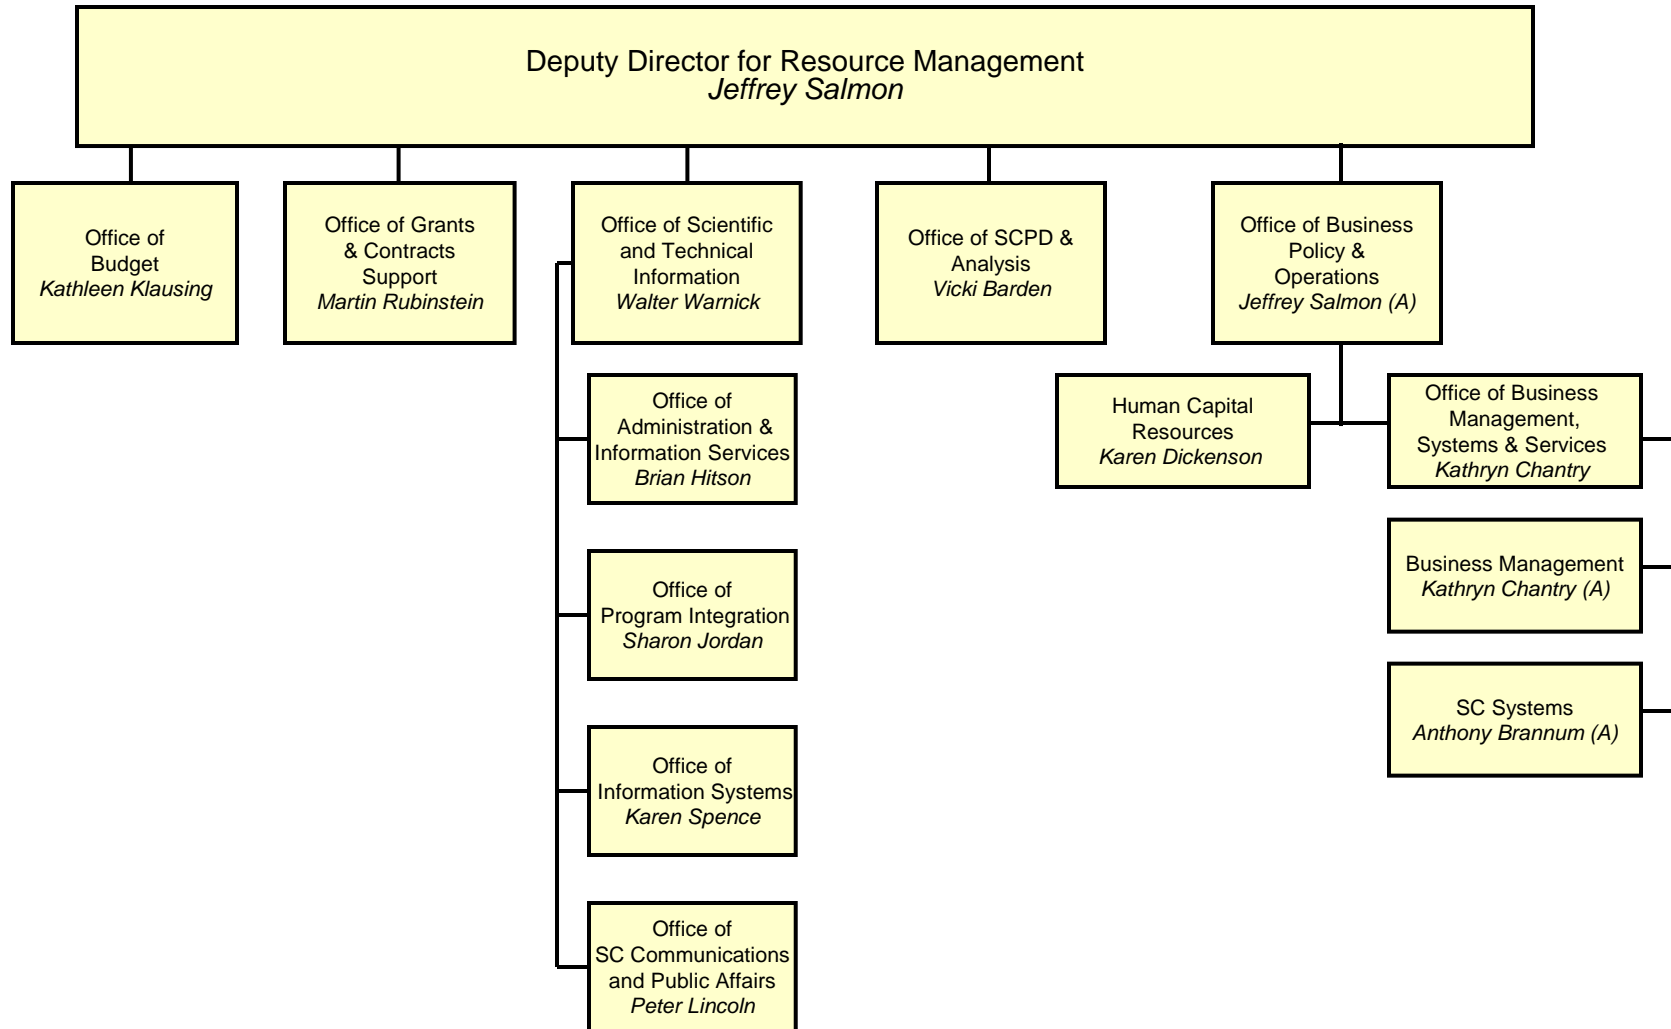 Deputy Director for Resource Management
Jeffrey Salmon
Office of
Budget
Kathleen Klausing
Office of Grants
& Contracts
Support
Martin Rubinstein
Office of Scientific
and Technical
Information
Walter Warnick
Office of SCPD &
Analysis
Vicki Barden
Office of Business
Policy &
Operations
Jeffrey Salmon (A)
Office of
Administration &
Information Services
Brian Hitson
Office of
Program Integration
Sharon Jordan
Office of
Information Systems
Karen Spence
Office of
SC Communications
and Public Affairs
Peter Lincoln
Human Capital
Resources
Karen Dickenson
Office of Business
Management,
Systems & Services
Kathryn Chantry
Business Management
Kathryn Chantry (A)
SC Systems
Anthony Brannum (A)